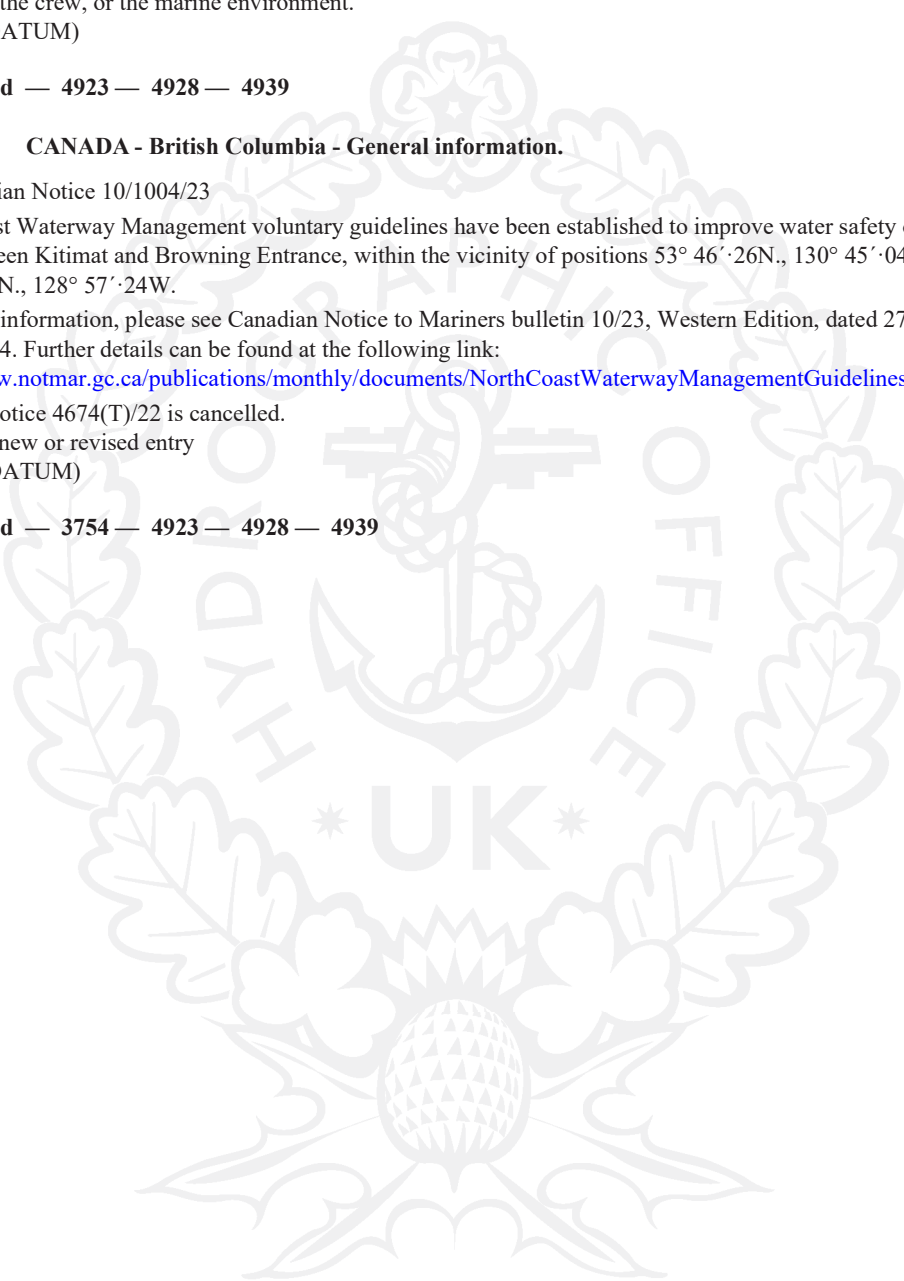 the crew, or the marine environment.
ATUM)
d — 4923 — 4928 — 4939
CANADA - British Columbia - General information.
ian Notice 10/1004/23
st Waterway Management voluntary guidelines have been established to improve water safety
een Kitimat and Browning Entrance, within the vicinity of positions 53° 46´·26N., 130° 45´·04
N., 128° 57´·24W.
information, please see Canadian Notice to Mariners bulletin 10/23, Western Edition, dated 27
4. Further details can be found at the following link:
w.notmar.gc.ca/publications/monthly/documents/NorthCoastWaterwayManagementGuidelines
otice 4674(T)/22 is cancelled.
new or revised entry
DATUM)
d — 3754 — 4923 — 4928 — 4939
HYDROGRAPHIC OFFICE
UK